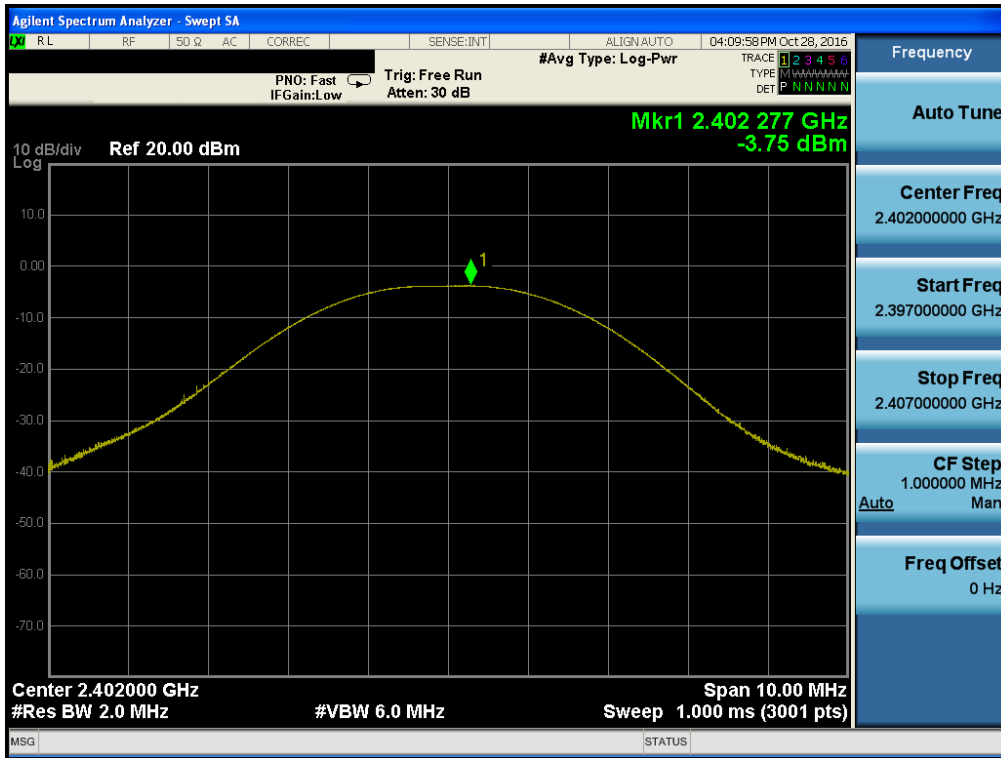 Agilent Spectrum Analyzer - Swept SA
LXI RL RF 50 Ω AC CORREC SENSE:INT ALIGN AUTO 04:09:58 PM Oct 28, 2016
#Avg Type: Log-Pwr
TRACE 1 2 3 4 5 6
TYPE M WWWWW
DET P N N N N N
PNO: Fast
IFGain:Low
Trig: Free Run
Atten: 30 dB
Mkr1 2.402 277 GHz
-3.75 dBm
10 dB/div Ref 20.00 dBm
Log
10.0
0.00
1
-10.0
-20.0
-30.0
-40.0
-50.0
-60.0
-70.0
Center 2.402000 GHz Span 10.00 MHz
#Res BW 2.0 MHz #VBW 6.0 MHz Sweep 1.000 ms (3001 pts)
MSG STATUS
Frequency
Auto Tune
Center Freq
2.402000000 GHz
Start Freq
2.397000000 GHz
Stop Freq
2.407000000 GHz
CF Step
1.000000 MHz
Auto Man
Freq Offset
0 Hz